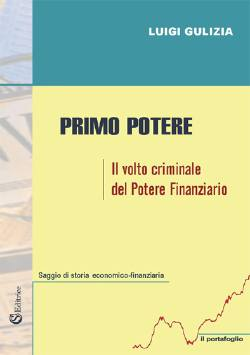 LUIGI GULIZIA
PRIMO POTERE
Il volto criminale
del Potere Finanziario
Saggio di storia economico-finanziaria
Editrice
il portafoglio